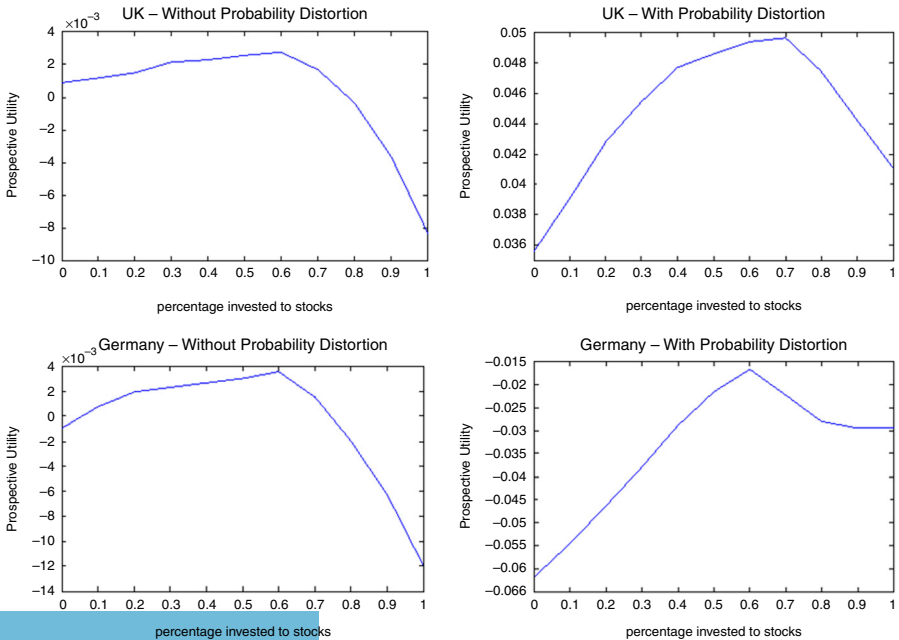 UK – Without Probability Distortion
×10−3
4
2
0
−2
−4
−6
−8
−10
Prospective Utility
0 0.1 0.2 0.3 0.4 0.5 0.6 0.7 0.8 0.9 1
percentage invested to stocks
UK – With Probability Distortion
0.05
0.048
0.046
0.044
0.042
0.04
0.038
0.036
Prospective Utility
0 0.1 0.2 0.3 0.4 0.5 0.6 0.7 0.8 0.9 1
percentage invested to stocks
Germany – Without Probability Distortion
×10−3
4
2
0
−2
−4
−6
−8
−10
−12
−14
Prospective Utility
0 0.1 0.2 0.3 0.4 0.5 0.6 0.7 0.8 0.9 1
percentage invested to stocks
Germany – With Probability Distortion
−0.015
−0.02
−0.025
−0.03
−0.035
−0.04
−0.045
−0.05
−0.055
−0.06
−0.066
Prospective Utility
0 0.1 0.2 0.3 0.4 0.5 0.6 0.7 0.8 0.9 1
percentage invested to stocks